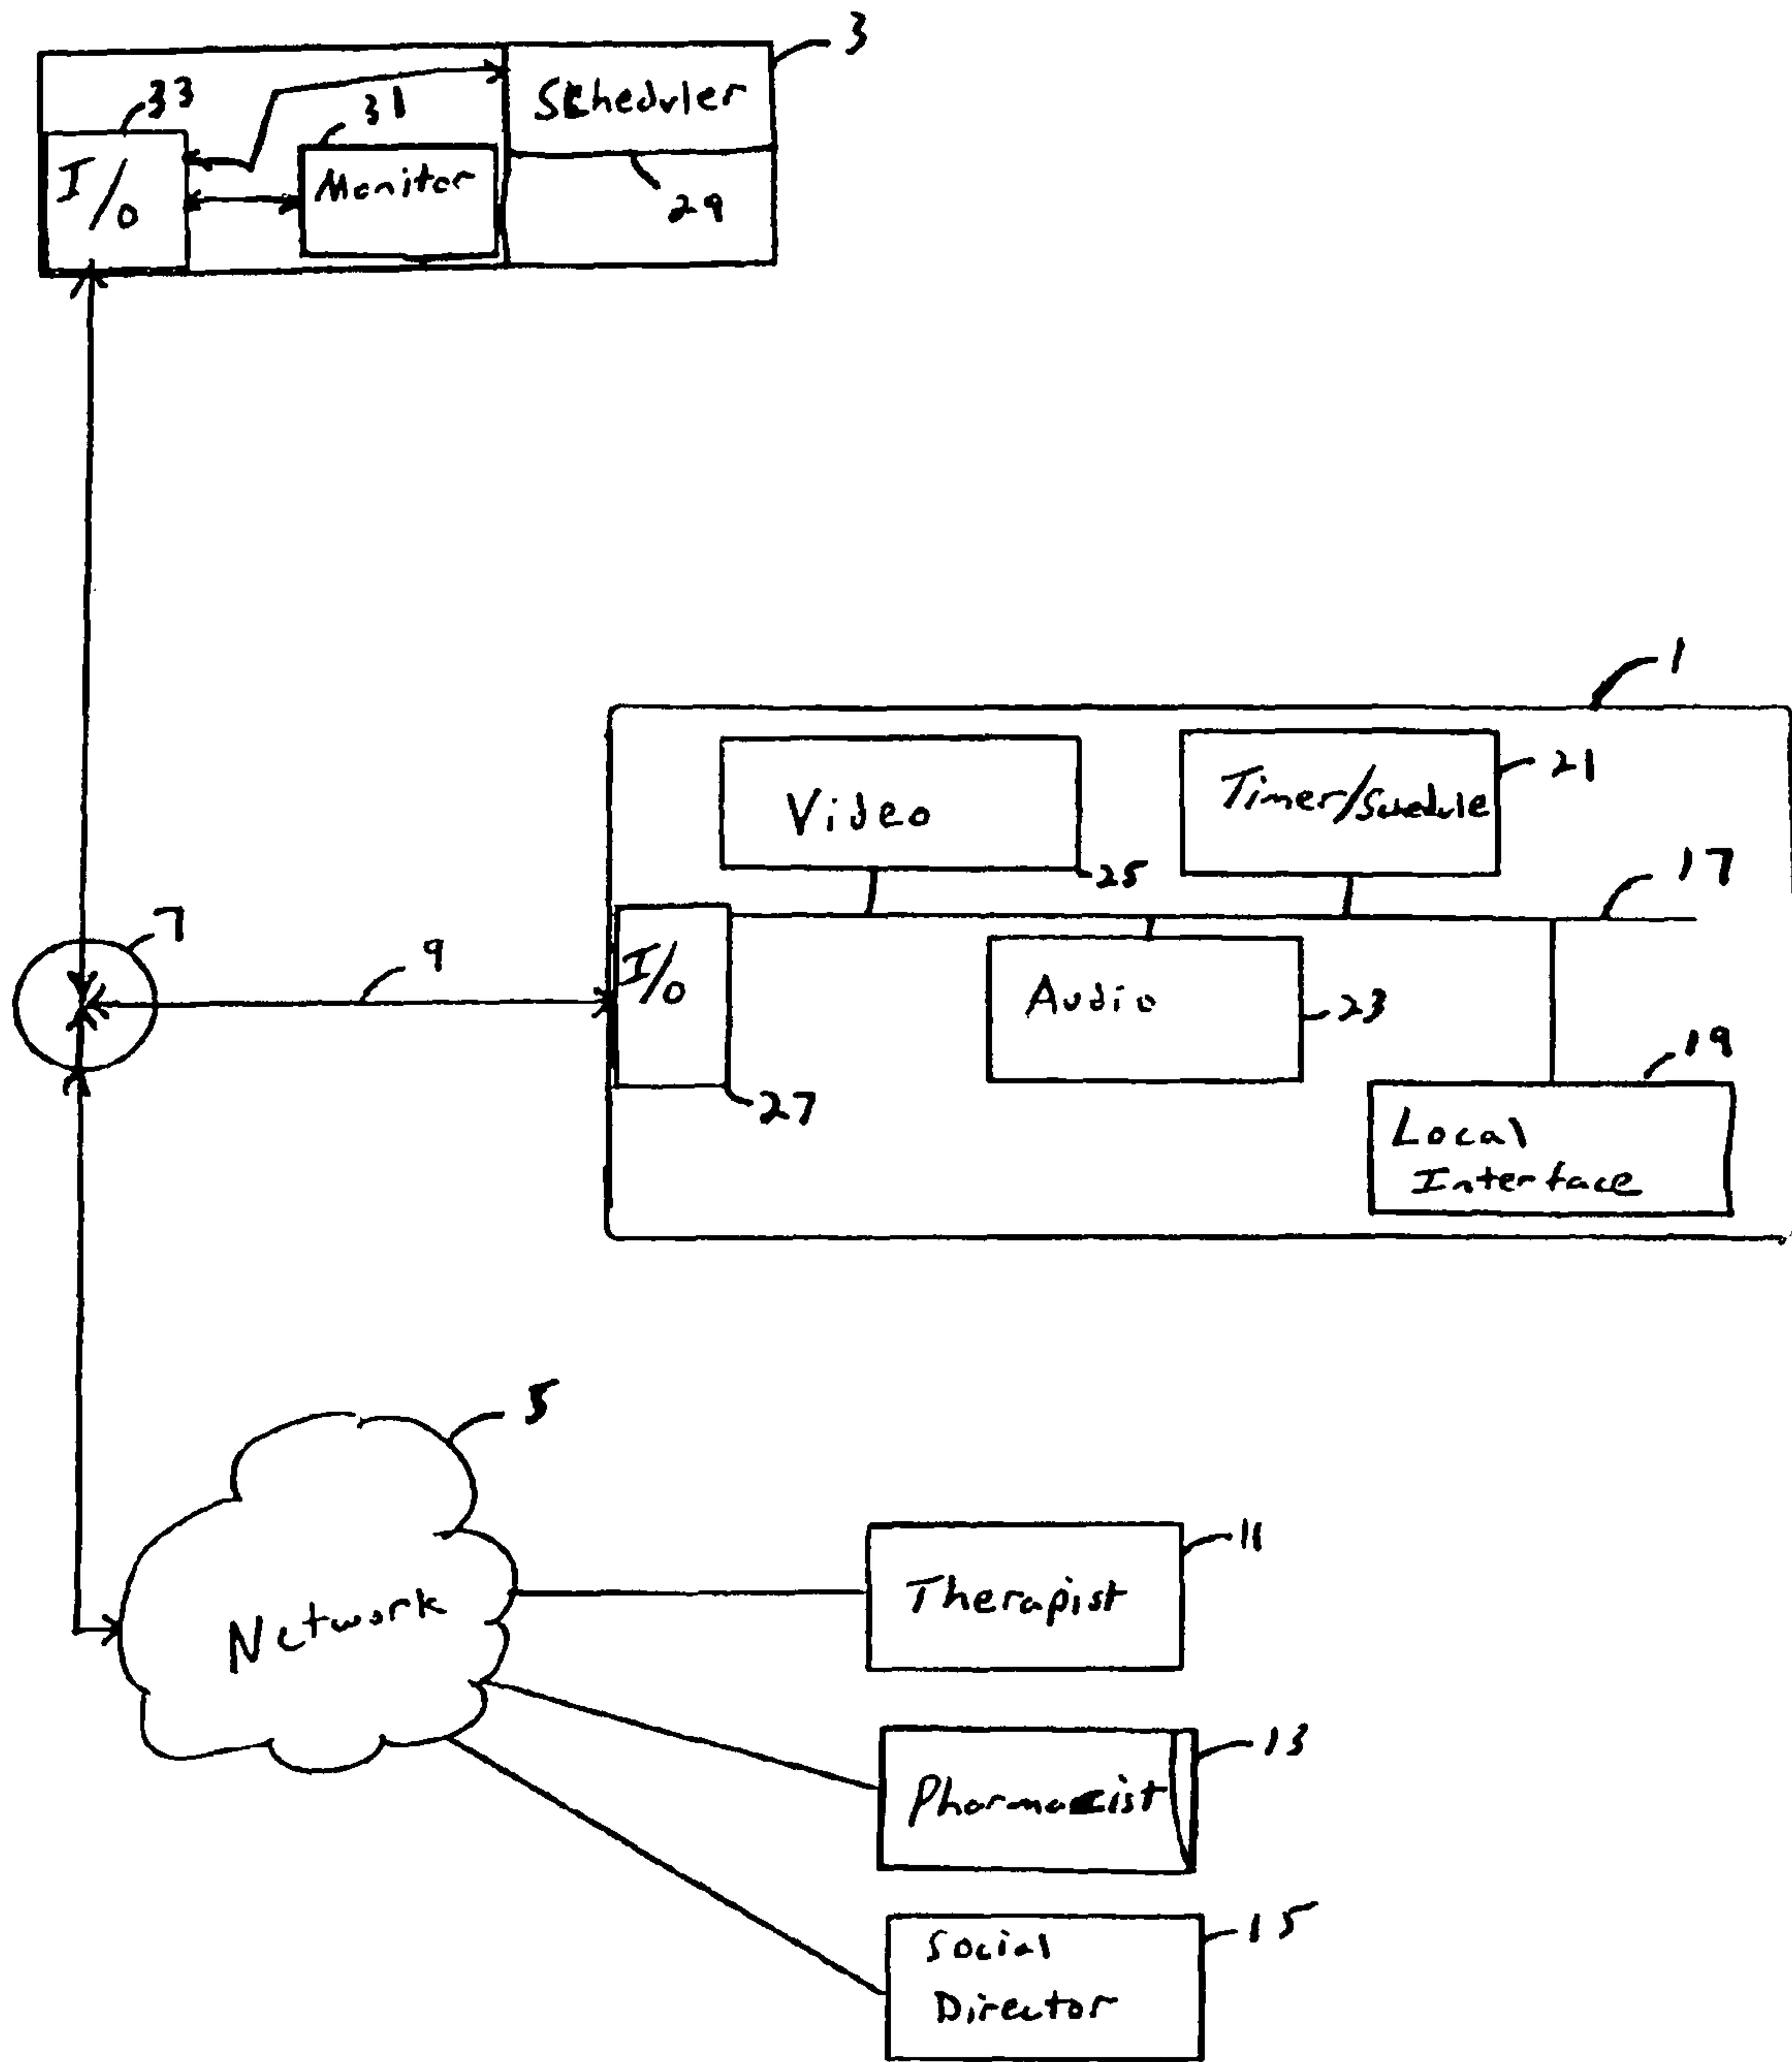 3
33
31
Scheduler
I/O
Monitor
29
1
Video
Timer/Schedule
21
25
17
7
9
I/O
Audio
23
27
19
Local
Interface
5
Network
Therapist
11
Pharmacist
13
Social
Director
15